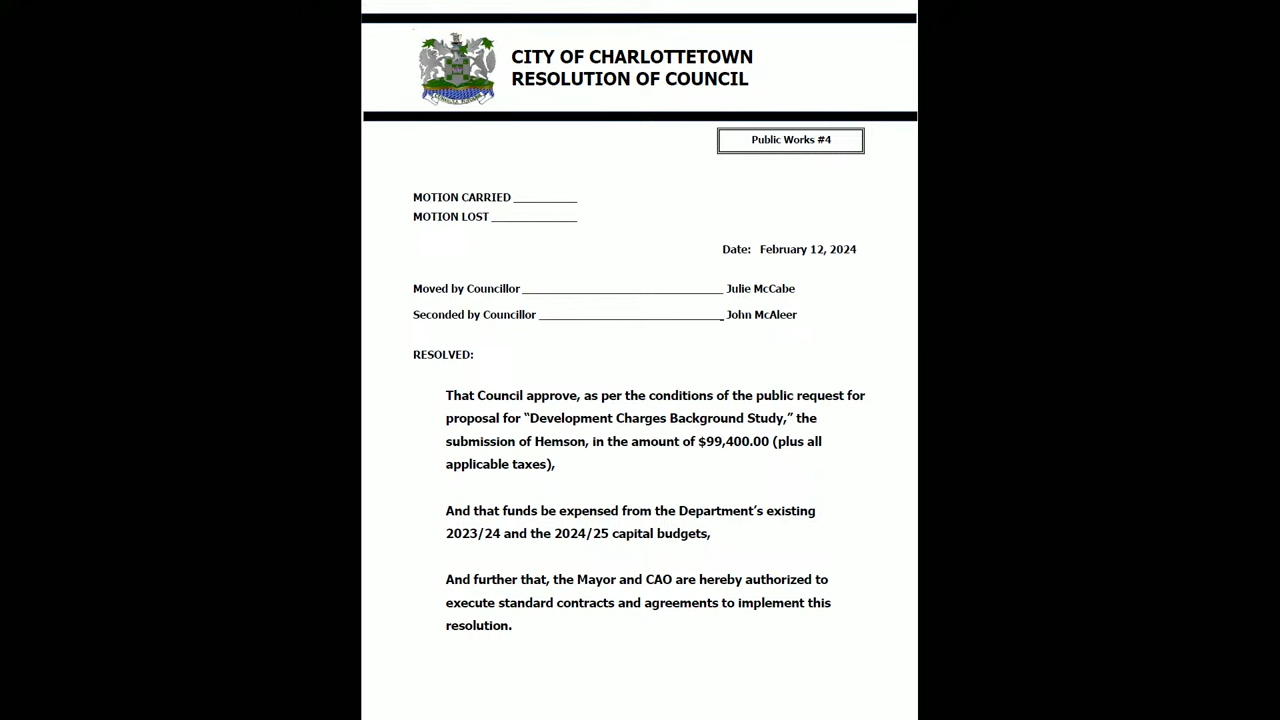 CITY OF CHARLOTTETOWN
RESOLUTION OF COUNCIL
Public Works #4
MOTION CARRIED __________
MOTION LOST _____________
Date: February 12, 2024
Moved by Councillor ________________________________ Julie McCabe
Seconded by Councillor _____________________________ John McAleer
RESOLVED:
That Council approve, as per the conditions of the public request for
proposal for “Development Charges Background Study,” the
submission of Hemson, in the amount of $99,400.00 (plus all
applicable taxes),
And that funds be expensed from the Department’s existing
2023/24 and the 2024/25 capital budgets,
And further that, the Mayor and CAO are hereby authorized to
execute standard contracts and agreements to implement this
resolution.